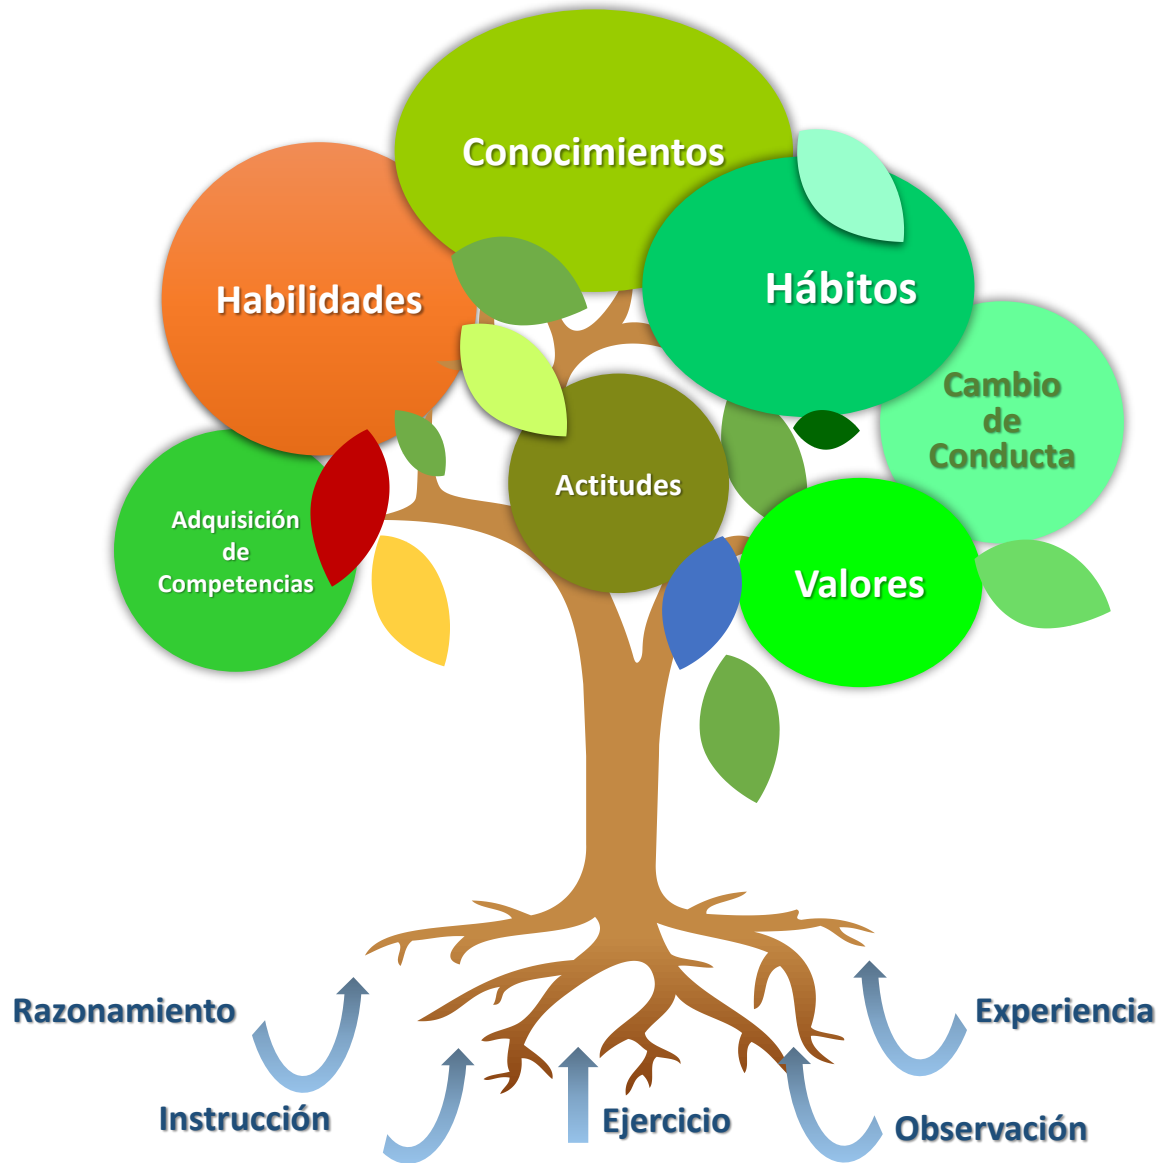 Conocimientos
Habilidades
Hábitos
Cambio
de
Conducta
Actitudes
Adquisición
de
Competencias
Valores
Razonamiento
Experiencia
Instrucción
Ejercicio
Observación